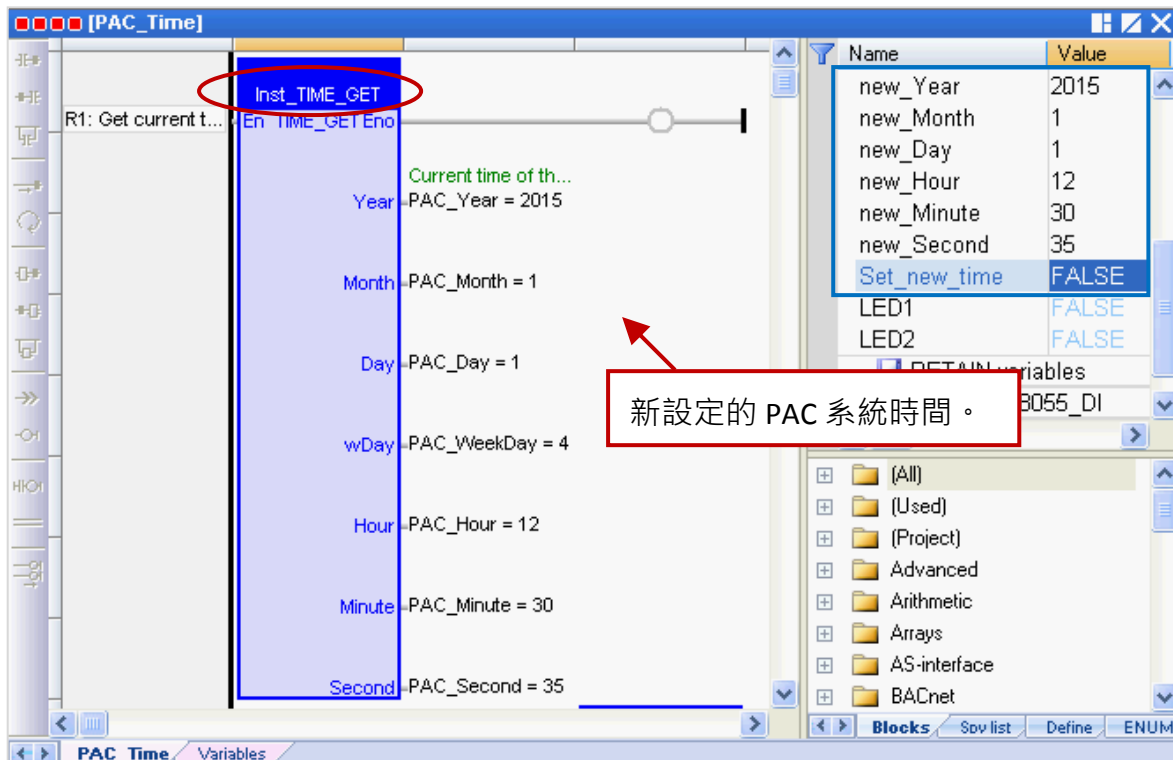 [PAC_Time]
Inst_TIME_GET
R1: Get current t...
En TIME_GET Eno
Current time of th...
Year PAC_Year = 2015
Month PAC_Month = 1
Day PAC_Day = 1
wDay PAC_WeekDay = 4
Hour PAC_Hour = 12
Minute PAC_Minute = 30
Second PAC_Second = 35
PAC_Time Variables
Name Value
new_Year 2015
new_Month 1
new_Day 1
new_Hour 12
new_Minute 30
new_Second 35
Set_new_time FALSE
LED1 FALSE
LED2 FALSE
RETAIN variables
8055_DI
新設定的 PAC 系統時間。
(All)
(Used)
(Project)
Advanced
Arithmetic
Arrays
AS-interface
BACnet
Blocks Spy list Define ENUM